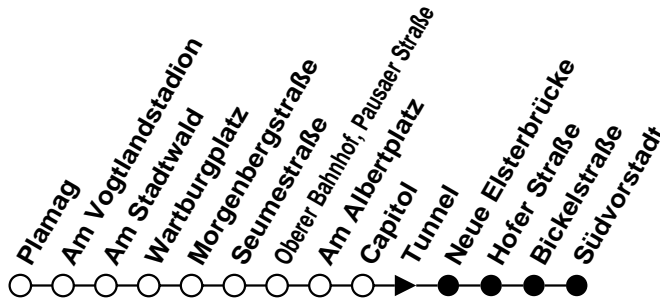 Plamag
Am Vogtlandstadion
Am Stadtwald
Wartburgplatz
Morgenbergstraße
Seumestraße
Oberer Bahnhof, Pausaer Straße
Am Albertplatz
Capitol
Tunnel
Neue Elsterbrücke
Hofer Straße
Bickelstraße
Südvorstadt